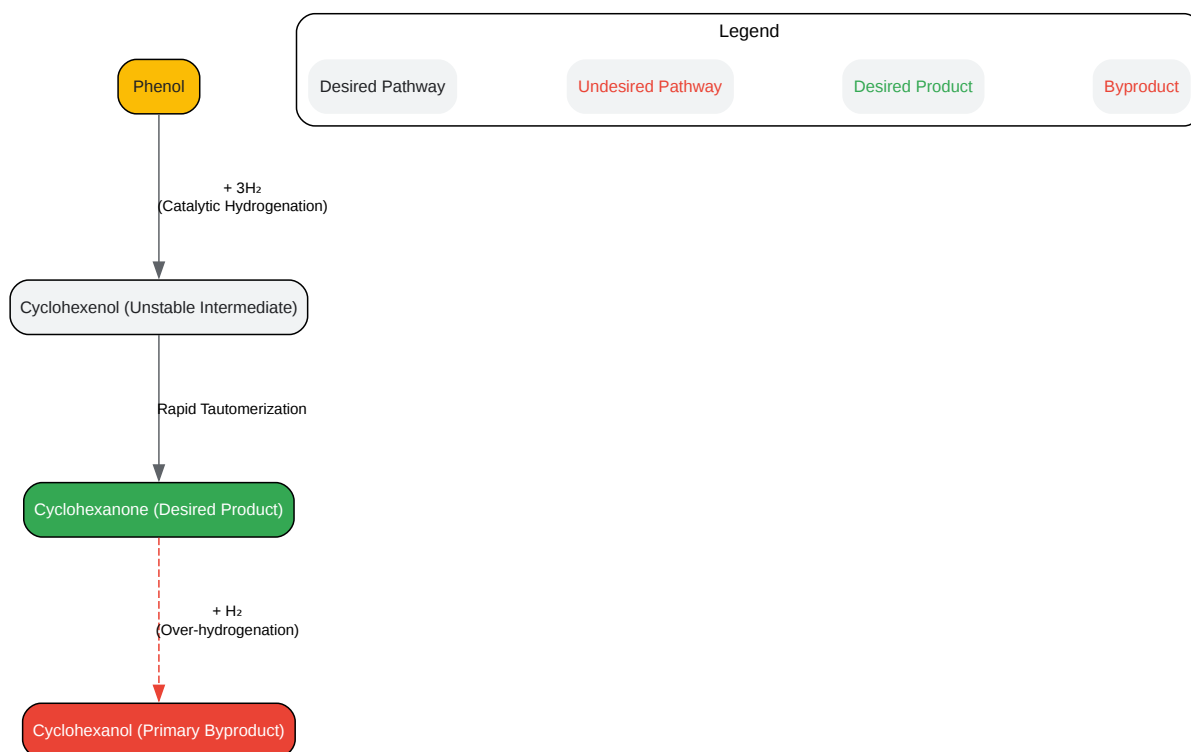 Legend
Phenol
Desired Pathway
Undesired Pathway
Desired Product
Byproduct
+ 3H₂
(Catalytic Hydrogenation)
Cyclohexenol (Unstable Intermediate)
Rapid Tautomerization
Cyclohexanone (Desired Product)
+ H₂
(Over-hydrogenation)
Cyclohexanol (Primary Byproduct)